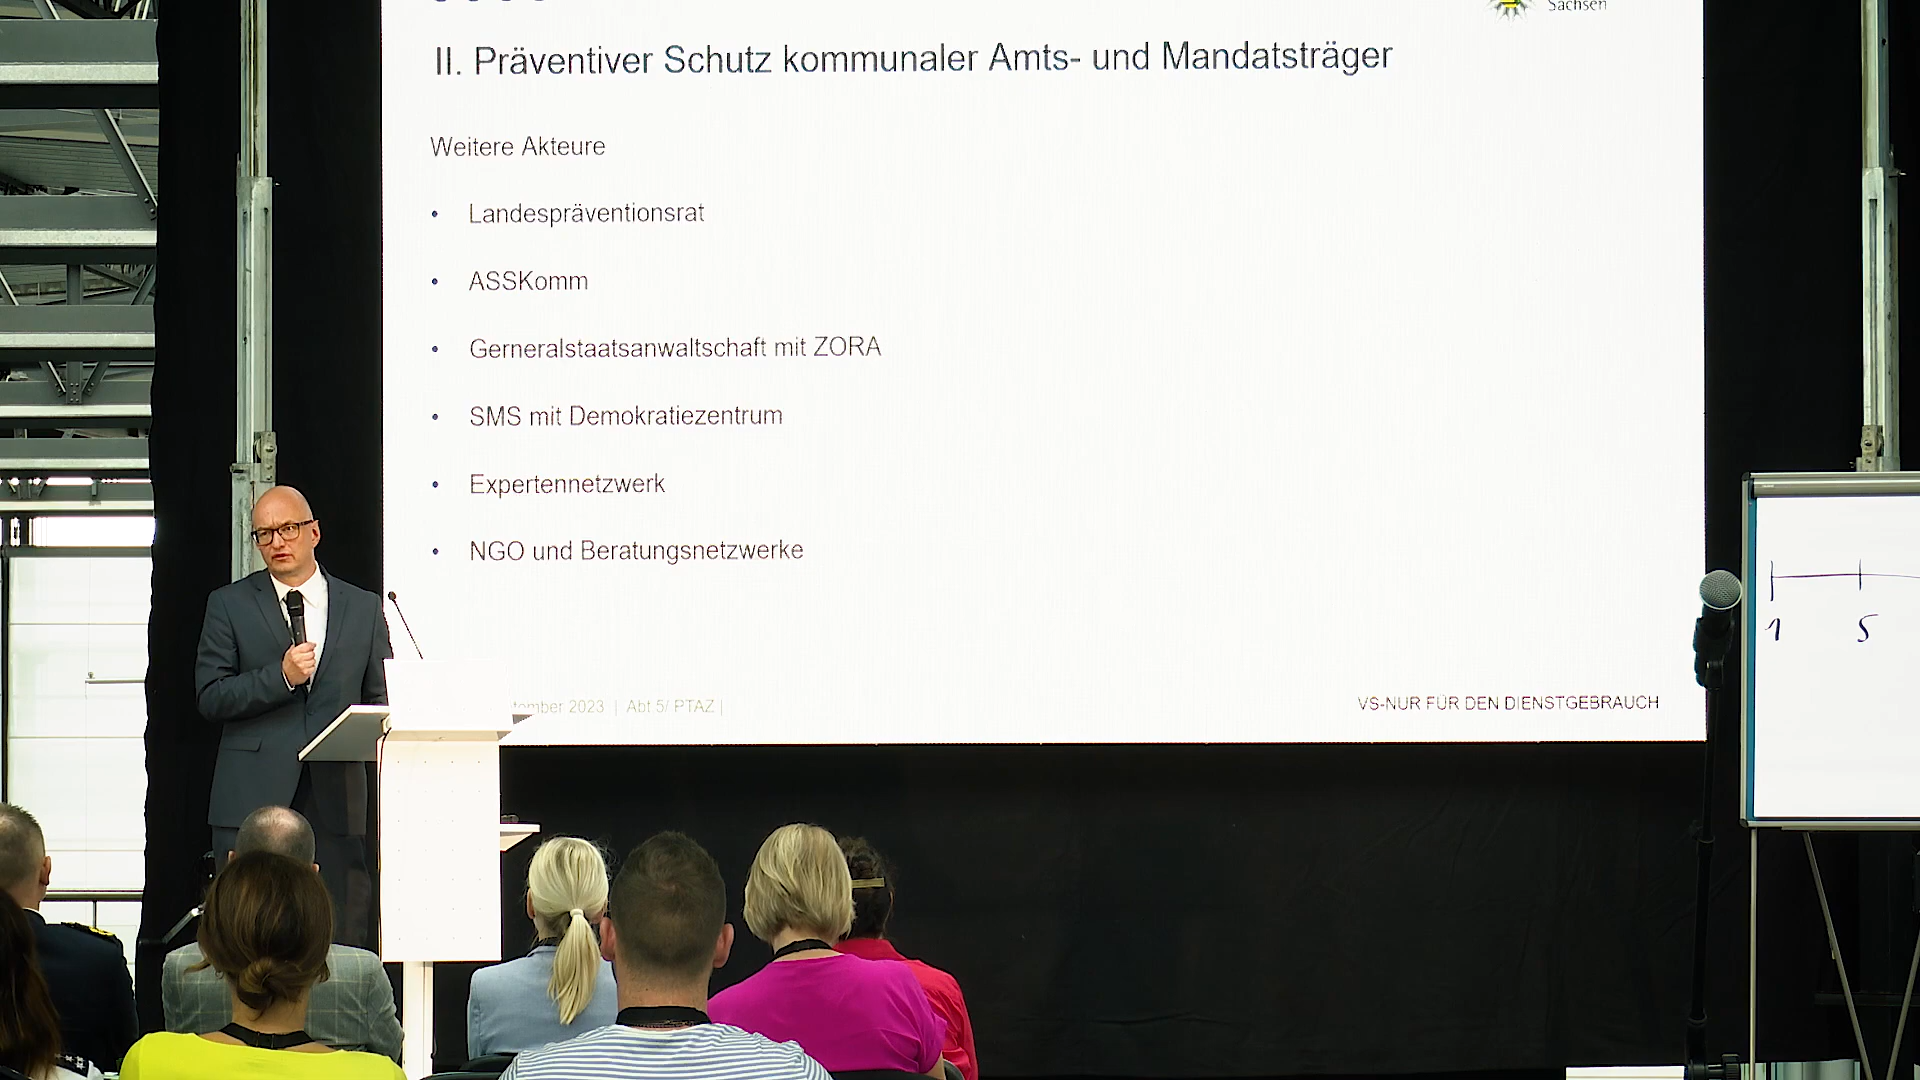 Sachsen
II. Präventiver Schutz kommunaler Amts- und Mandatsträger
Weitere Akteure
• Landespräventionsrat
• ASSKomm
• Gerneralstaatsanwaltschaft mit ZORA
• SMS mit Demokratiezentrum
• Expertennetzwerk
• NGO und Beratungsnetzwerke
tember 2023 | Abt 5/ PTAZ |
VS-NUR FÜR DEN DIENSTGEBRAUCH
1 5